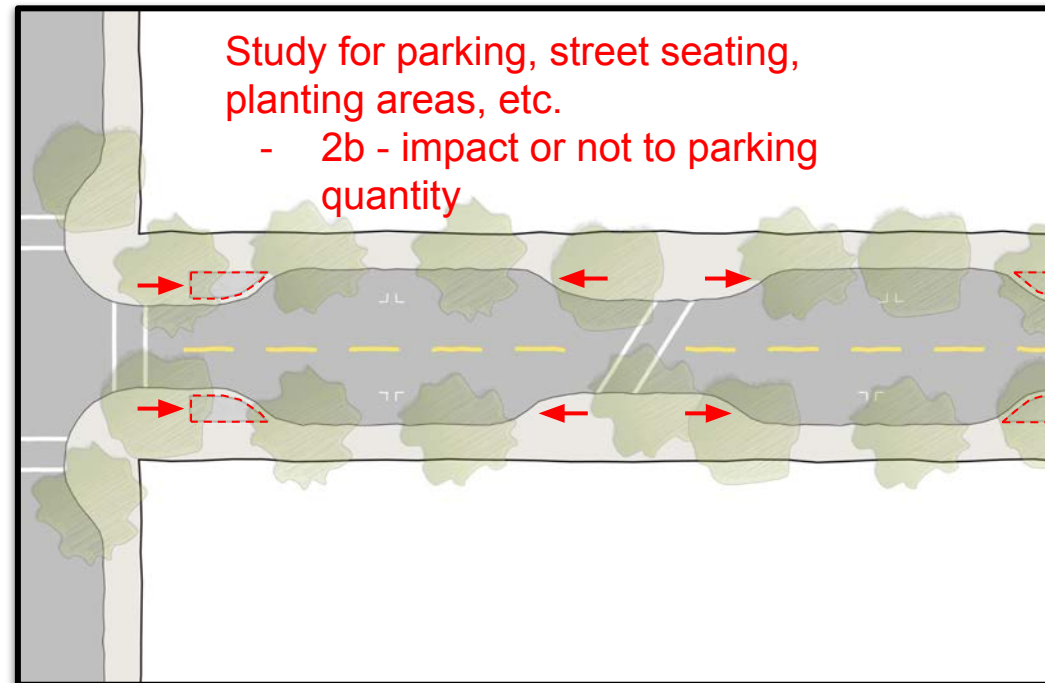 Study for parking, street seating,
planting areas, etc.
- 2b - impact or not to parking
quantity